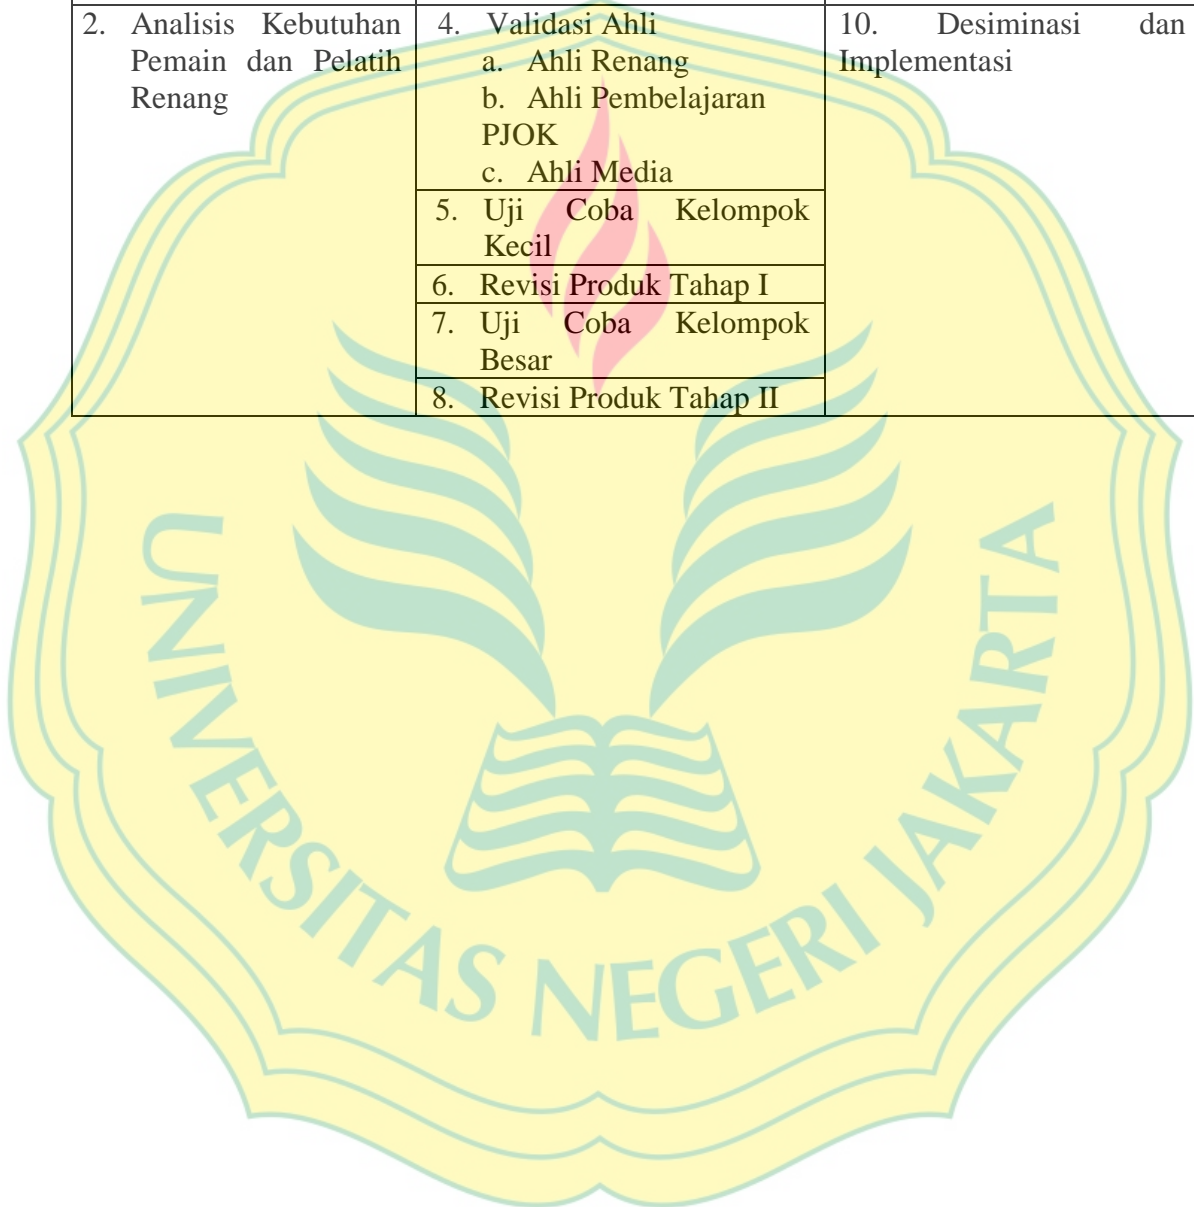 2. Analisis Kebutuhan
Pemain dan Pelatih
Renang
4. Validasi Ahli
a. Ahli Renang
b. Ahli Pembelajaran
PJOK
c. Ahli Media
5. Uji Coba Kelompok
Kecil
6. Revisi Produk Tahap I
7. Uji Coba Kelompok
Besar
8. Revisi Produk Tahap II
10. Desiminasi dan
Implementasi
UNIVERSITAS NEGERI JAKARTA